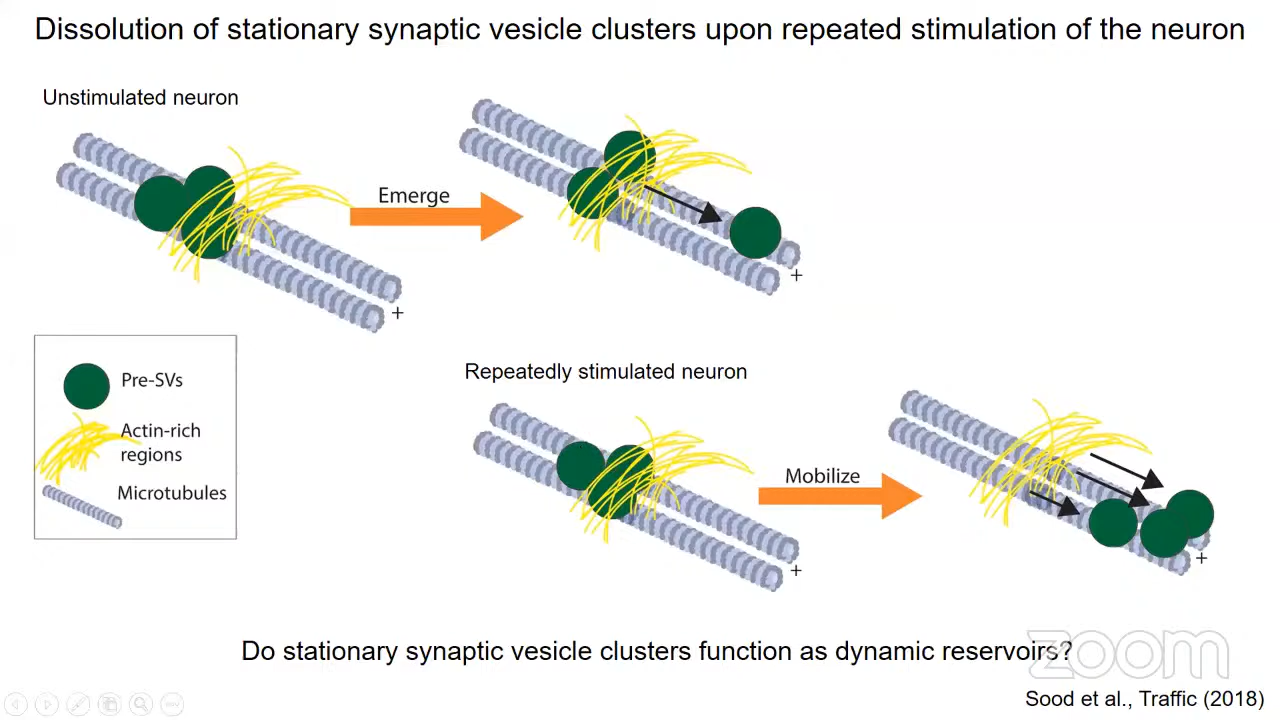 Dissolution of stationary synaptic vesicle clusters upon repeated stimulation of the neuron
Unstimulated neuron
Emerge
+
+
Pre-SVs
Actin-rich
regions
Microtubules
Repeatedly stimulated neuron
Mobilize
+
+
Do stationary synaptic vesicle clusters function as dynamic reservoirs?
zoom
Sood et al., Traffic (2018)